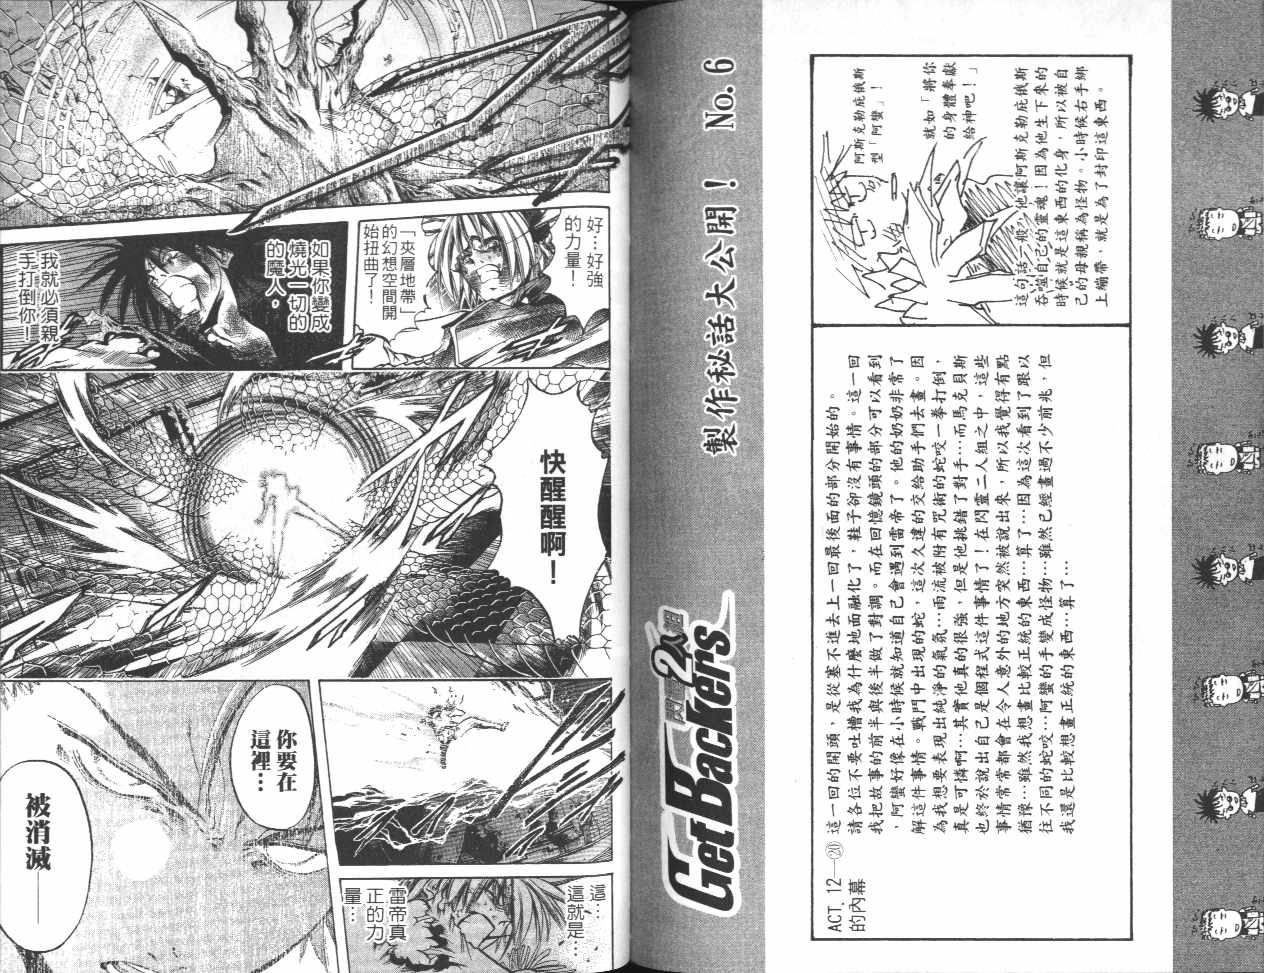 好…好強
的力量！
「夾層地帶」
的幻想空間開
始扭曲了！
如果你變成
燒光一切的
的魔人，
我就必須親
手打倒你！
快醒醒啊！
這…
這就是…
雷帝真
正的力
量…
你要在
這裡…
被消滅——
製作秘話大公開！ No. 6
閃靈2人組
GetBackers
ACT. 12—⑳
的內幕
這一回的開頭，是從塞不進去上一回最後面的部分開始的。
請各位不要吐槽我為什麼地面融化了，鞋子卻沒有事情。這一回
我把故事的前半與後半做了對調。而在回憶鏡頭的部分可以看到
，阿蠻好像在小時候就知道自己會遇到雷帝了。他的奶奶非常了
解這件事情。戰鬥中出現的蛇，這次久違的交給助手們去畫。因
為我想要表現出純淨的氣氛…雨流被附有咒術的蛇咬一拳打倒，
真是可憐啊…其實他真的很強，但是他挑錯了對手…而馬克貝斯
也終於說出自己是個程式這件事情了！在閃靈二人組之中，這些
事情常常都會在令人意外的地方突然被說出來，所以我覺得有點
猶豫…雖然我想畫比較正統的東西…算了…因為這次看到了跟以
往不同的蛇咬…阿蠻的手變成怪物…雖然已經畫過不少前兆，但
我還是比較想畫正統的東西…算了…
阿斯克勒庇俄斯
型「阿蠻」！
就如「將你
的身體奉獻
給神吧！」
這句話一般，他讓阿斯克勒庇俄斯
吞噬自己的靈魂！因為他生下來的
時候就是這東西的化身，所以被自
己的母親稱為怪物。小時候右手綁
上繃帶，就是為了封印這東西。